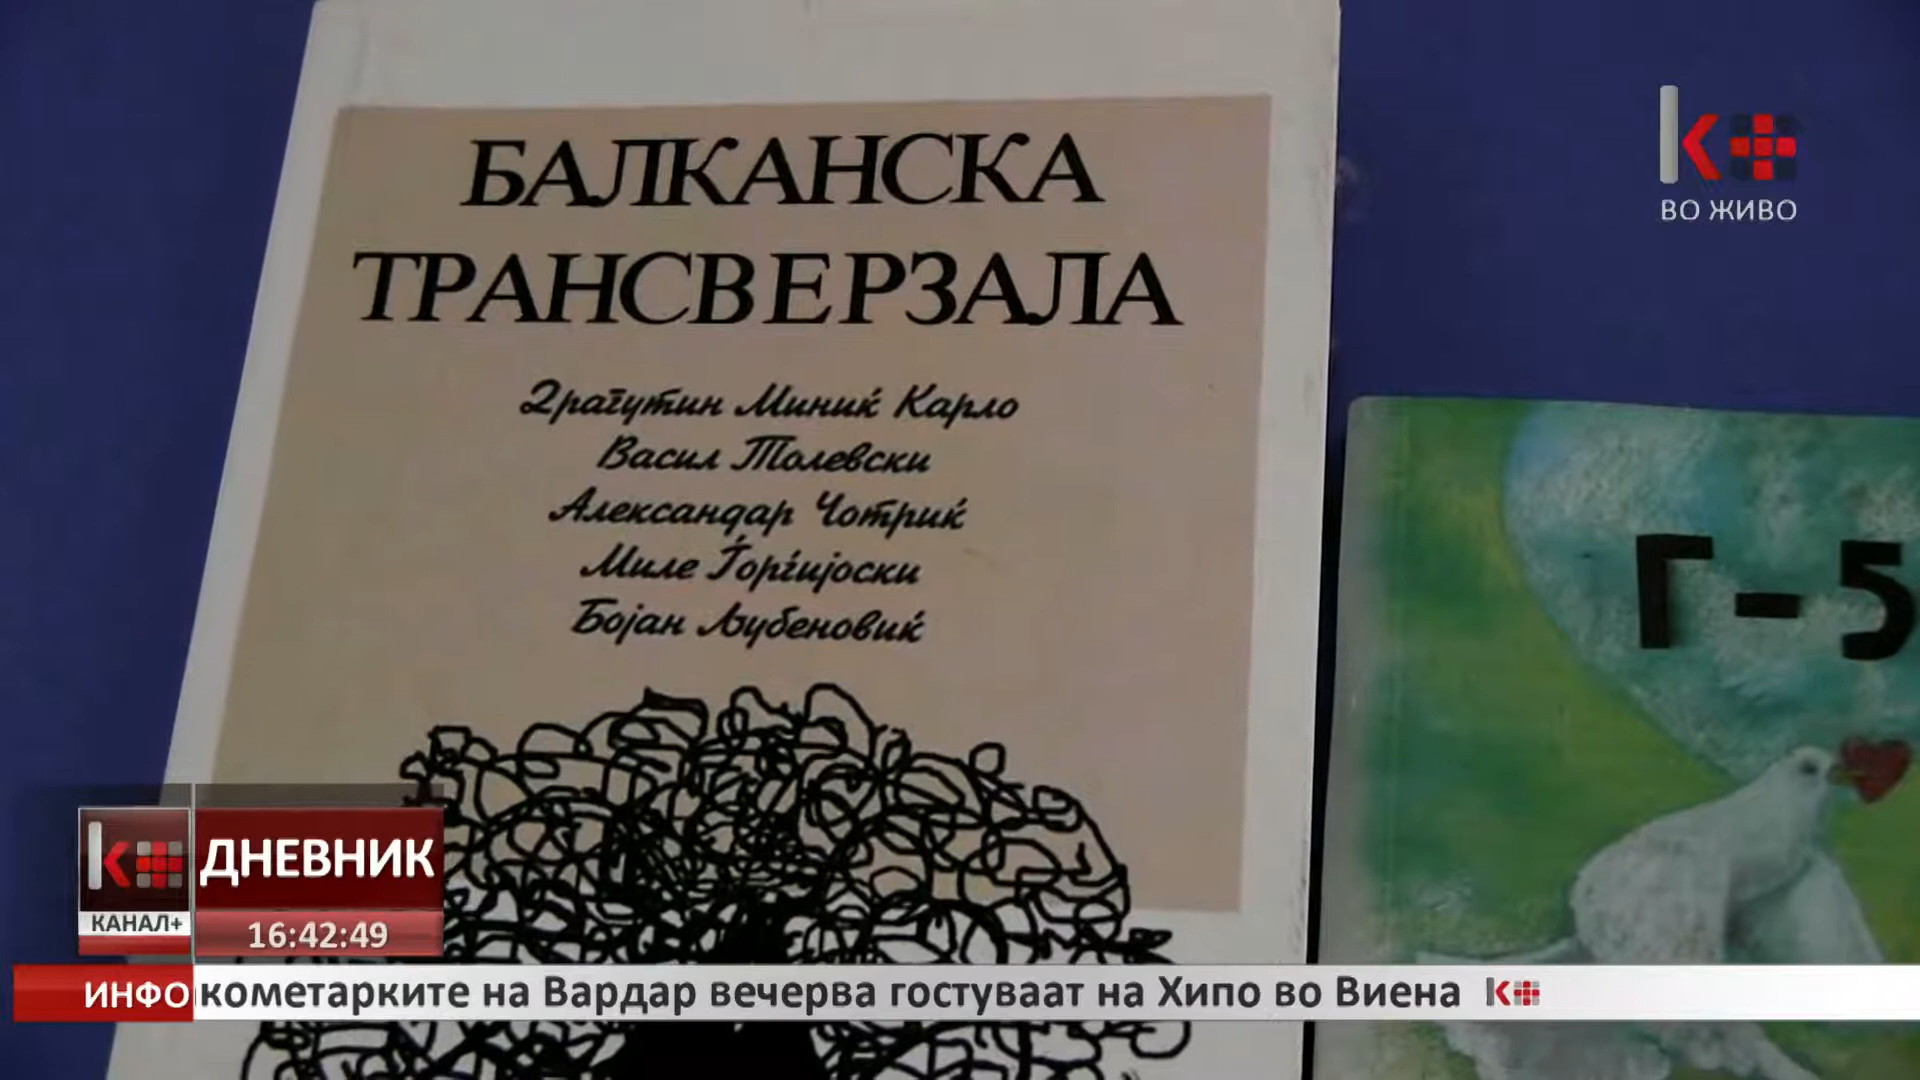 БАЛКАНСКА
ТРАНСВЕРЗАЛА
Драгутин Миниќ Карло
Васил Толевски
Александар Чотриќ
Миле Ѓорѓијоски
Бојан Љубеновиќ
K+
ВО ЖИВО
Г-5
K+
ДНЕВНИК
КАНАЛ+
16:42:49
ИНФО
кометарките на Вардар вечерва гостуваат на Хипо во Виена K+